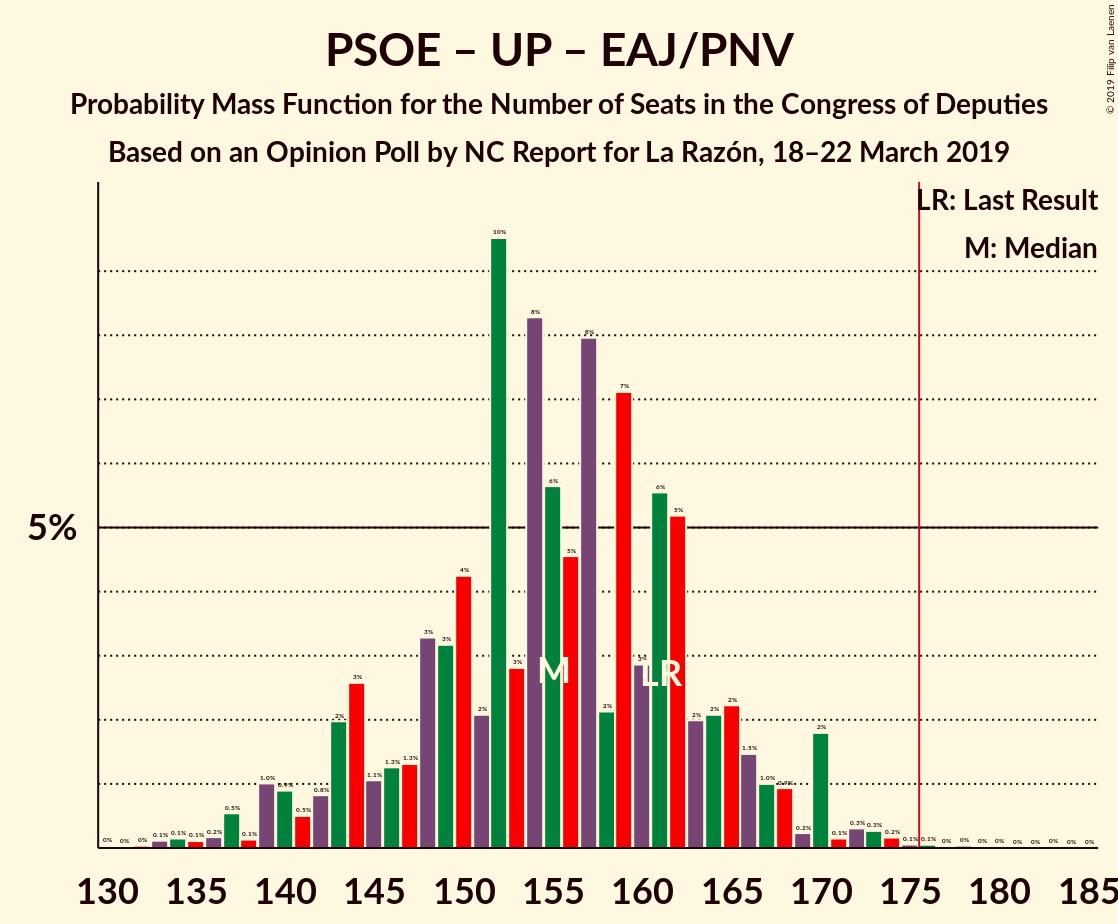 PSOE – UP – EAJ/PNV
Probability Mass Function for the Number of Seats in the Congress of Deputies
Based on an Opinion Poll by NC Report for La Razón, 18–22 March 2019
© 2019 Filip van Laenen
LR: Last Result
M: Median
5%
0% 0% 0% 0.1% 0.1% 0.1% 0.2% 0.5% 0.1% 1.0% 0.9% 0.5% 0.8% 2% 3% 1.1% 1.3% 1.3% 3% 3% 4% 2% 10% 3% 8% 6% 5% 8% 2% 7% 3% 6% 5% 2% 2% 2% 1.5% 1.0% 0.9% 0.2% 2% 0.1% 0.3% 0.3% 0.2% 0.1% 0.1% 0% 0% 0% 0% 0% 0% 0% 0% 0%
M LR
130 135 140 145 150 155 160 165 170 175 180 185